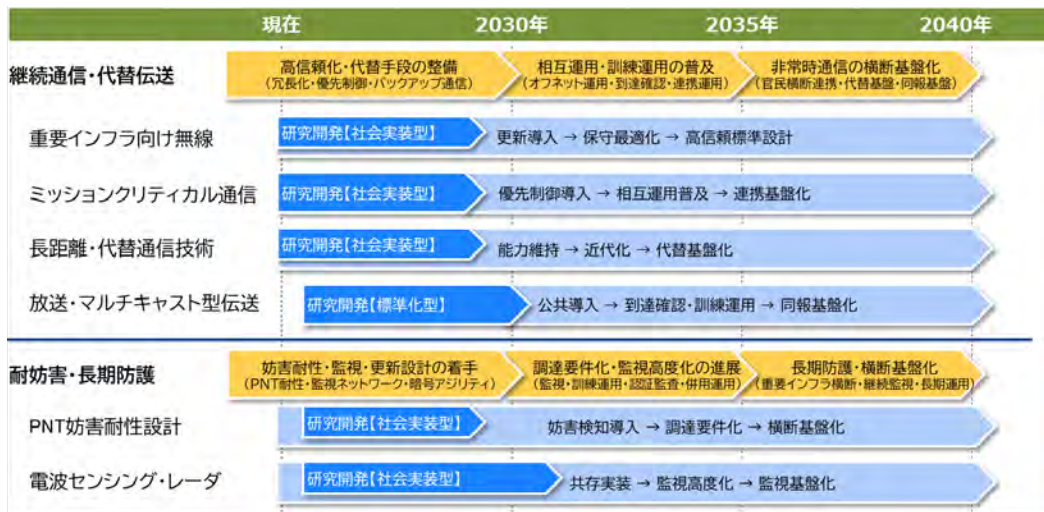 現在 2030年 2035年 2040年
継続通信・代替伝送
高信頼化・代替手段の整備
(冗長化・優先制御・バックアップ通信)
相互運用・訓練運用の普及
(オフネット運用・到達確認・連携運用)
非常時通信の横断基盤化
(官民横断連携・代替基盤・同報基盤)
重要インフラ向け無線
研究開発【社会実装型】
更新導入 → 保守最適化 → 高信頼標準設計
ミッションクリティカル通信
研究開発【社会実装型】
優先制御導入 → 相互運用普及 → 連携基盤化
長距離・代替通信技術
研究開発【社会実装型】
能力維持 → 近代化 → 代替基盤化
放送・マルチキャスト型伝送
研究開発【標準化型】
公共導入 → 到達確認・訓練運用 → 同報基盤化
耐妨害・長期防護
妨害耐性・監視・更新設計の着手
(PNT耐性・監視ネットワーク・暗号アジリティ)
調達要件化・監視高度化の進展
(監視・訓練運用・認証監査・併用運用)
長期防護・横断基盤化
(重要インフラ横断・継続監視・長期運用)
PNT妨害耐性設計
研究開発【社会実装型】
妨害検知導入 → 調達要件化 → 横断基盤化
電波センシング・レーダ
研究開発【社会実装型】
共存実装 → 監視高度化 → 監視基盤化